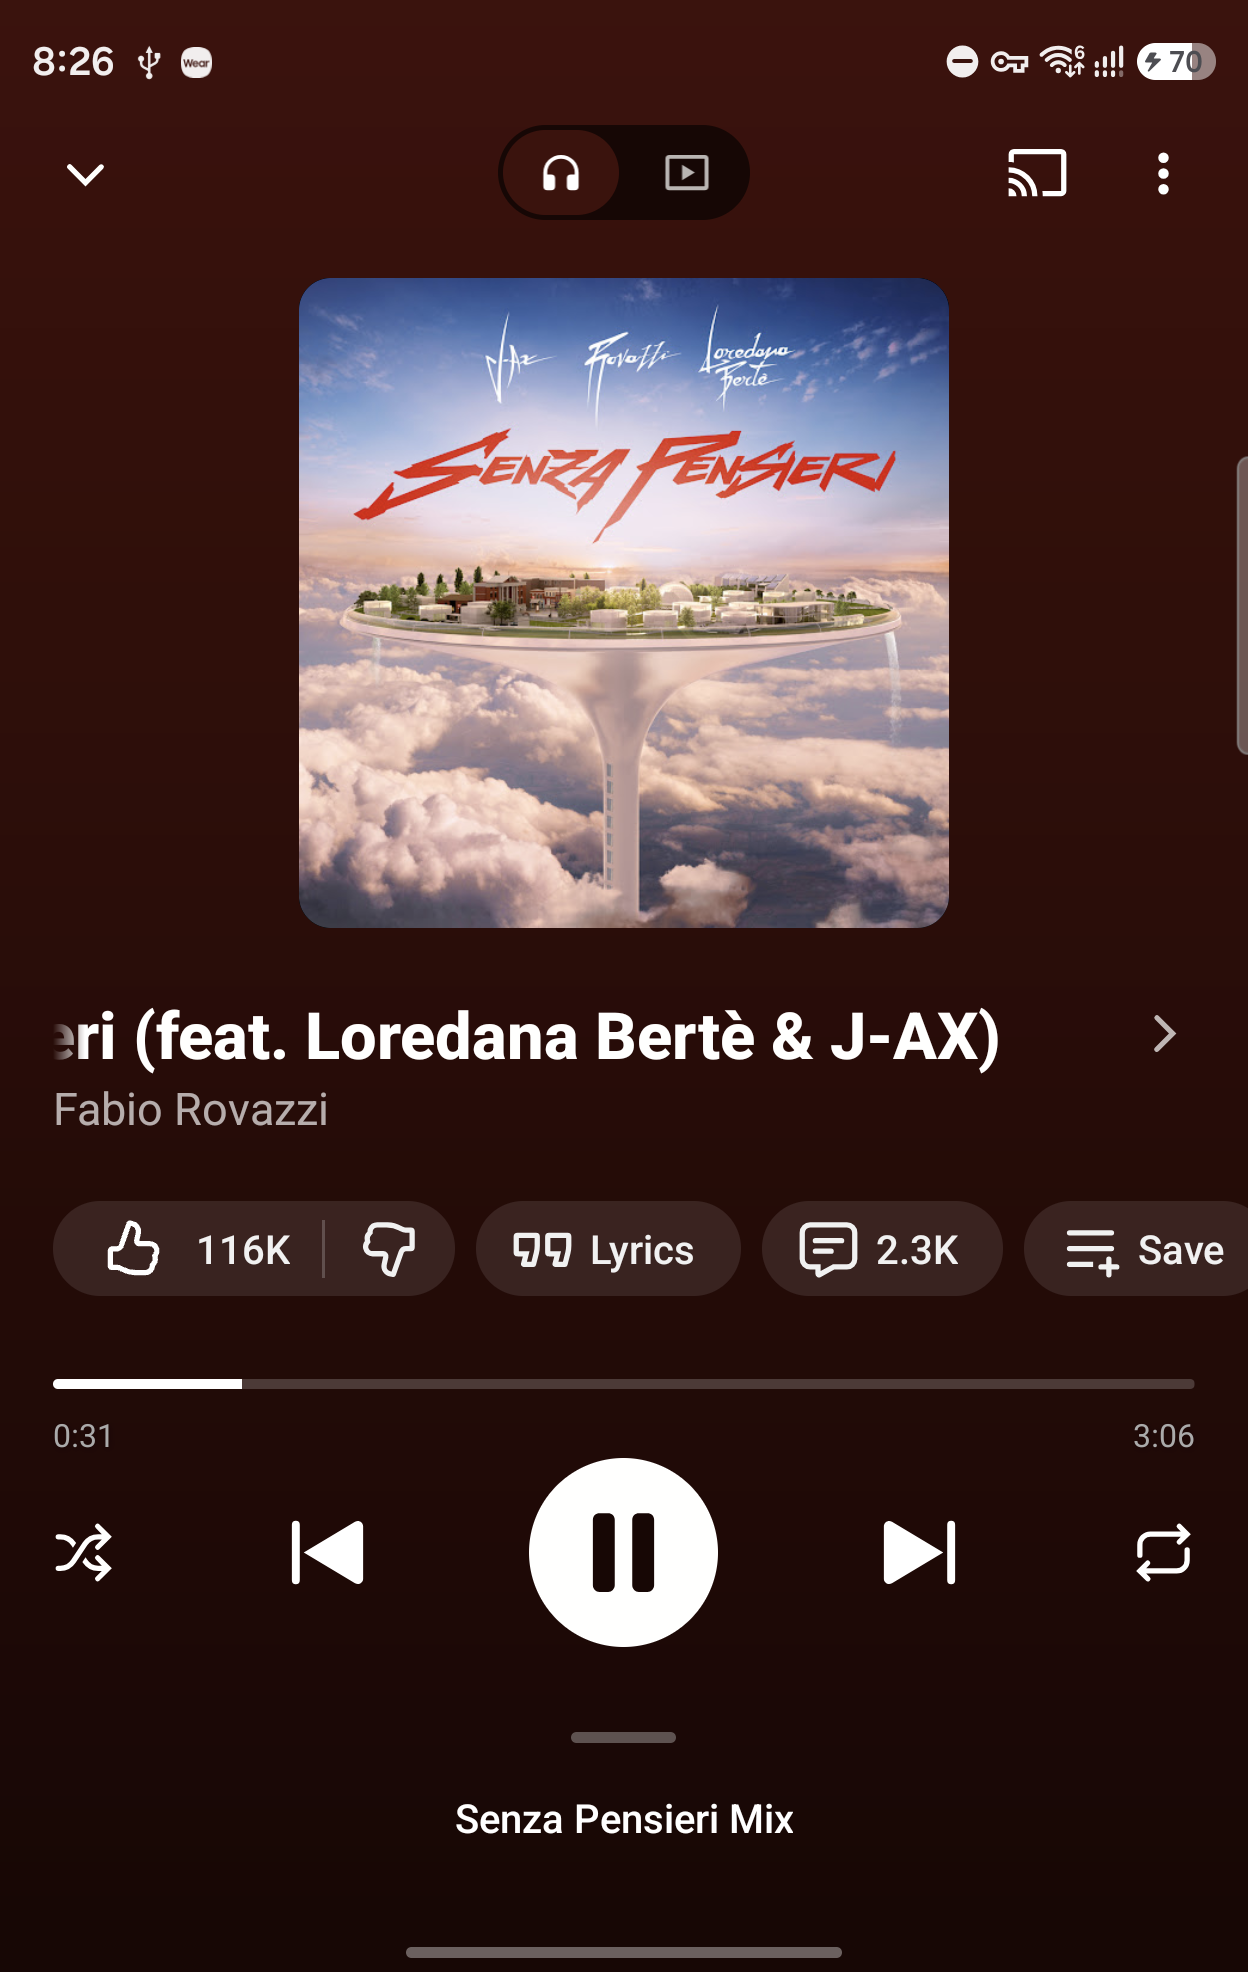 8:26
Wear
6
70
J-Ax Rovazzi Loredana
Bertè
SENZA PENSIERI
eri (feat. Loredana Bertè & J-AX)
Fabio Rovazzi
116K
Lyrics
2.3K
Save
0:31
3:06
Senza Pensieri Mix